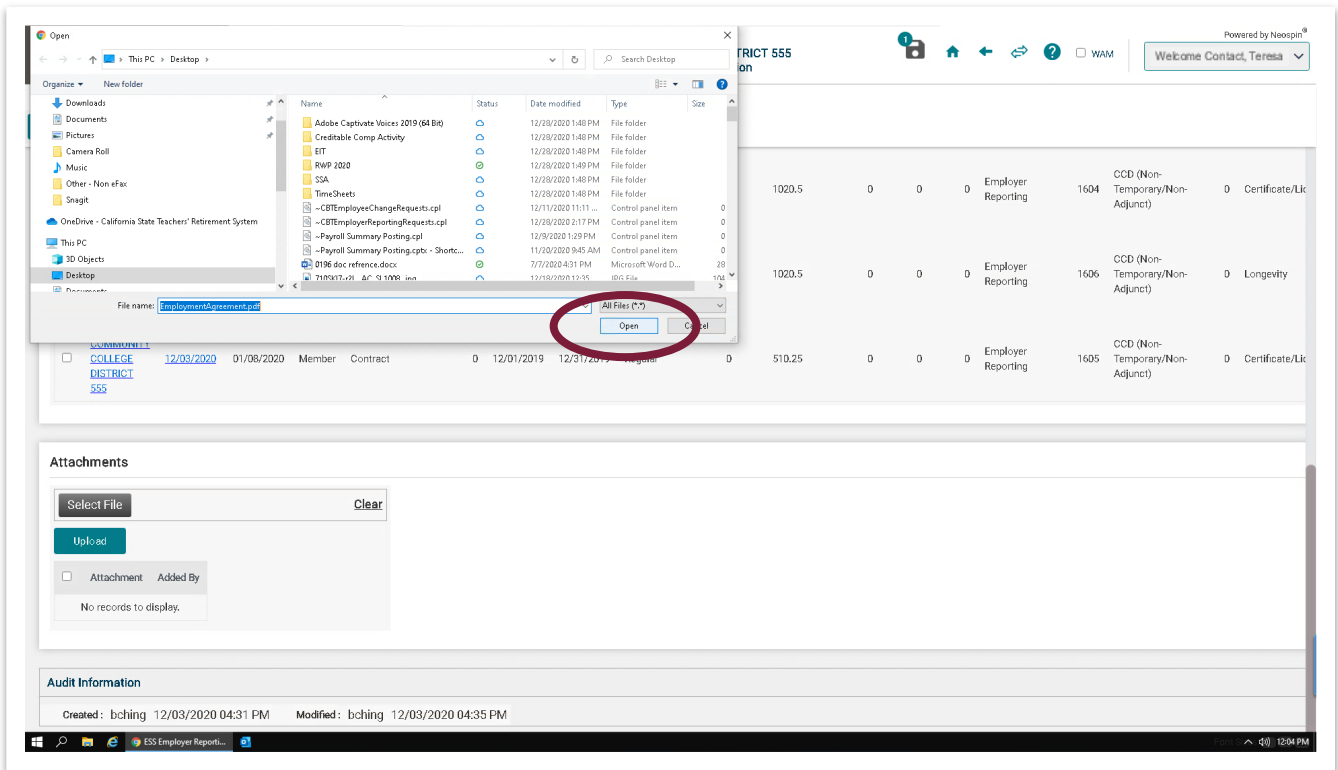 Open
This PC > Desktop >
Search Desktop
Organize
New folder
Downloads
Documents
Pictures
Camera Roll
Music
Other - Non eFax
Snagit
OneDrive - California State Teachers' Retirement System
This PC
3D Objects
Desktop
Documents
Name Status Date modified Type Size
Adobe Captivate Voices 2019 (64 Bit) 12/28/2020 1:48 PM File folder
Creditable Comp Activity 12/28/2020 1:48 PM File folder
EIT 12/28/2020 1:48 PM File folder
RWP 2020 12/28/2020 1:49 PM File folder
SSA 12/28/2020 1:48 PM File folder
TimeSheets 12/28/2020 1:48 PM File folder
~CBTEmployeeChangeRequests.cpl 12/11/2020 11:11 ... Control panel item 0
~CBTEmployerReportingRequests.cpl 12/28/2020 2:17 PM Control panel item 0
~Payroll Summary Posting.cpl 12/9/2020 1:29 PM Control panel item 0
~Payroll Summary Posting.cptx - Shortc... 11/20/2020 9:45 AM Control panel item 0
0196 doc refrence.docx 7/7/2020 4:31 PM Microsoft Word D... 28
File name: EmploymentAgreement.pdf
All Files (*.*)
Open
TRICT 555
on
1
WAM
Powered by Neospin®
Welcome Contact, Teresa
1020.5 0 0 0 Employer Reporting 1604 CCD (Non-Temporary/Non-Adjunct) 0 Certificate/Lic
1020.5 0 0 0 Employer Reporting 1606 CCD (Non-Temporary/Non-Adjunct) 0 Longevity
COMMUNITY COLLEGE DISTRICT 555 12/03/2020 01/08/2020 Member Contract 0 12/01/2019 12/31/2019 Regular 0 510.25 0 0 0 Employer Reporting 1605 CCD (Non-Temporary/Non-Adjunct) 0 Certificate/Lic
Attachments
Select File
Clear
Upload
Attachment Added By
No records to display.
Audit Information
Created : bching 12/03/2020 04:31 PM Modified : bching 12/03/2020 04:35 PM
ESS Employer Reporti...
12:04 PM